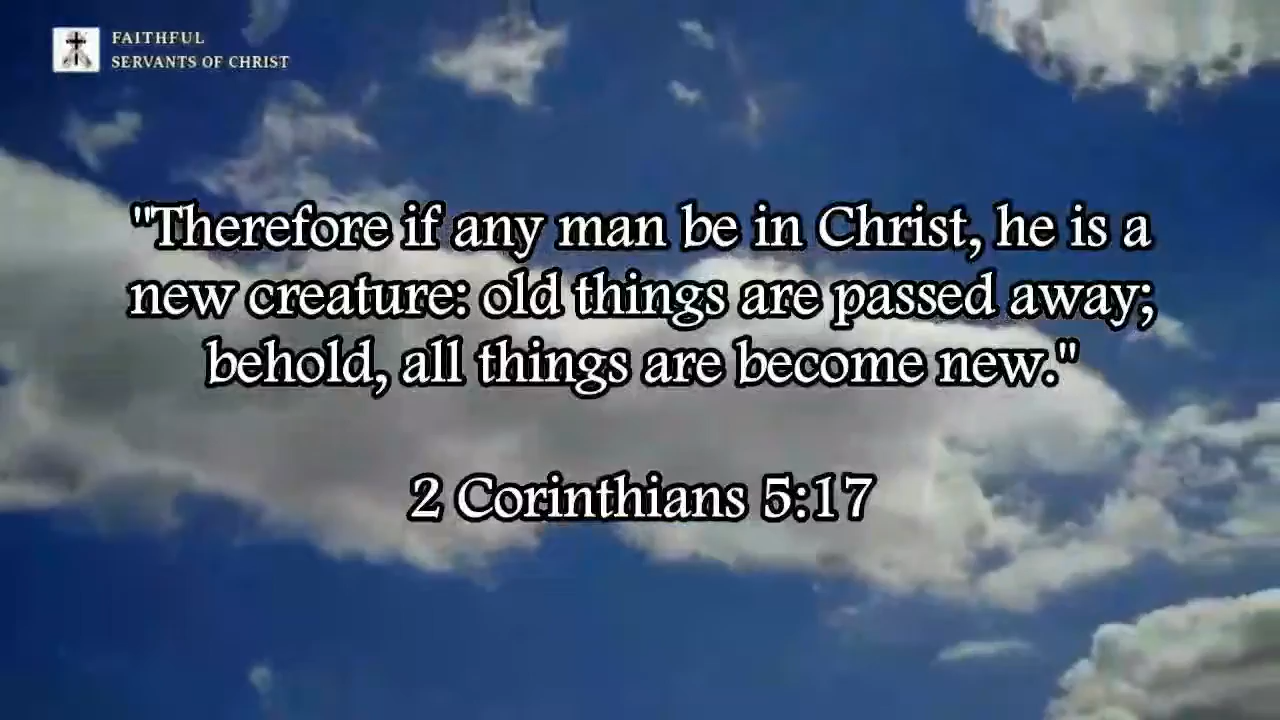 FAITHFUL
SERVANTS OF CHRIST
"Therefore if any man be in Christ, he is a
new creature: old things are passed away;
behold, all things are become new."
2 Corinthians 5:17